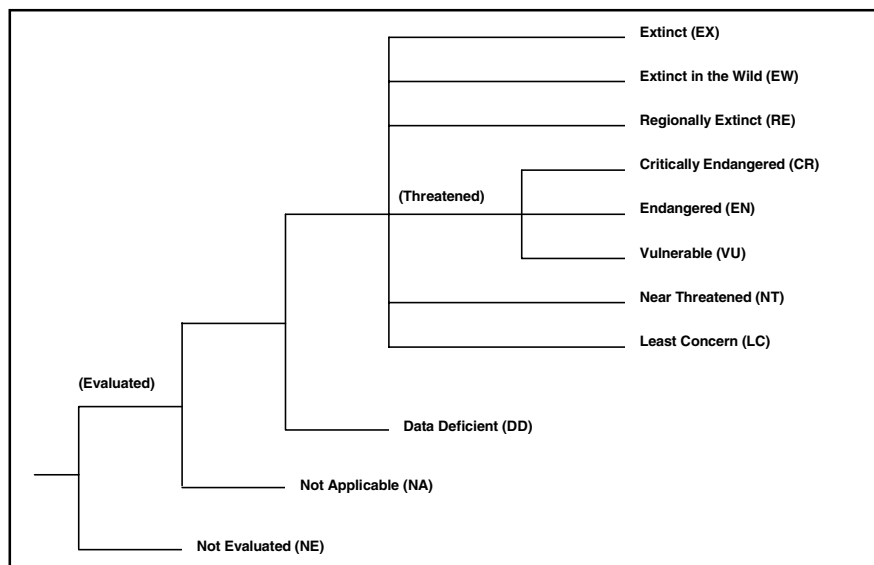 Extinct (EX)
Extinct in the Wild (EW)
Regionally Extinct (RE)
Critically Endangered (CR)
(Threatened)
Endangered (EN)
Vulnerable (VU)
Near Threatened (NT)
Least Concern (LC)
(Evaluated)
Data Deficient (DD)
Not Applicable (NA)
Not Evaluated (NE)